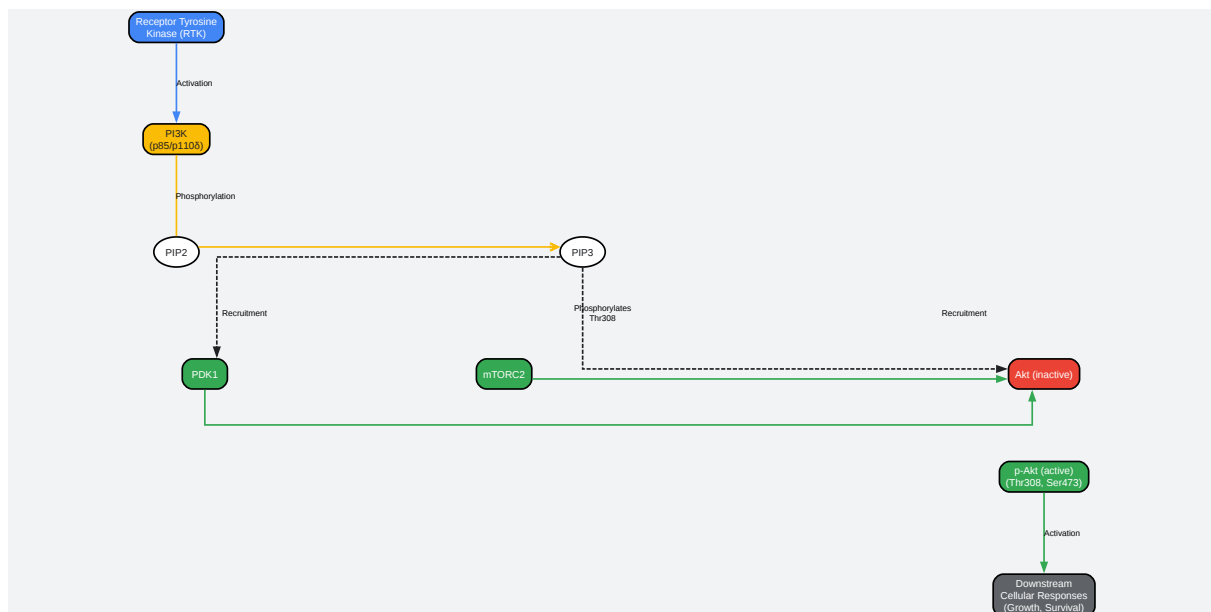 Receptor Tyrosine
Kinase (RTK)
Activation
PI3K
(p85/p110δ)
Phosphorylation
PIP2
PIP3
Recruitment
Phosphorylates
Thr308
Recruitment
PDK1
mTORC2
Akt (inactive)
p-Akt (active)
(Thr308, Ser473)
Activation
Downstream
Cellular Responses
(Growth, Survival)